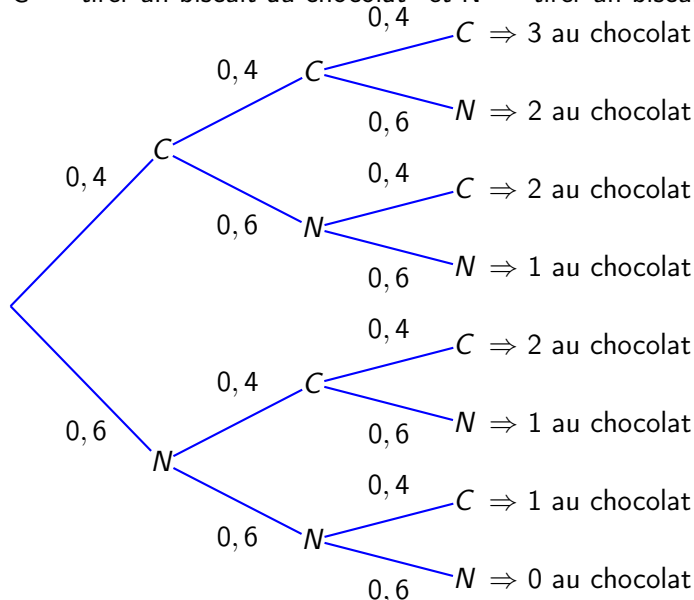 0,4
C ⇒ 3 au chocolat
0,4
C
0,6
N ⇒ 2 au chocolat
C
0,4
0,4
C ⇒ 2 au chocolat
0,6
N
0,6
N ⇒ 1 au chocolat
0,4
C ⇒ 2 au chocolat
0,4
C
0,6
N ⇒ 1 au chocolat
0,6
N
0,4
C ⇒ 1 au chocolat
0,6
N
0,6
N ⇒ 0 au chocolat